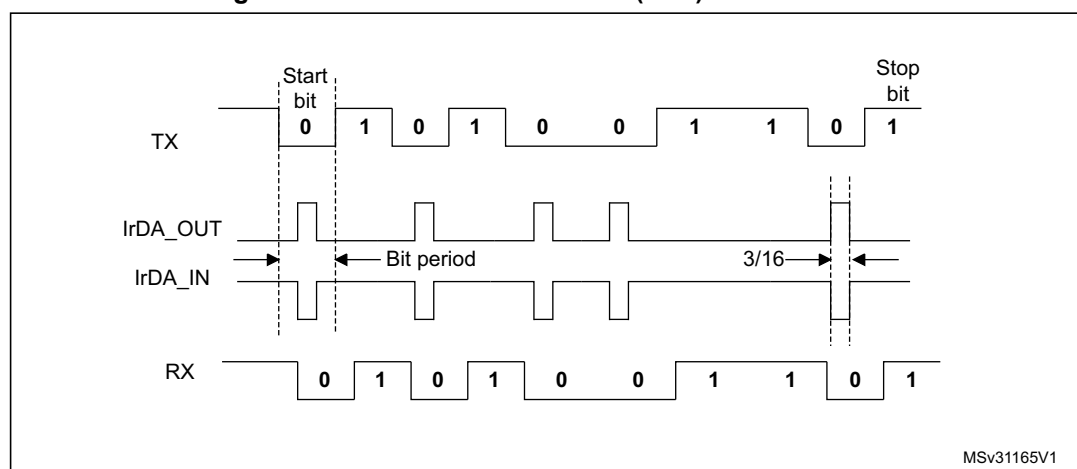 Start
bit
Stop
bit
TX
0 1 0 1 0 0 1 1 0 1
IrDA_OUT
Bit period
3/16
IrDA_IN
RX
0 1 0 1 0 0 1 1 0 1
MSv31165V1